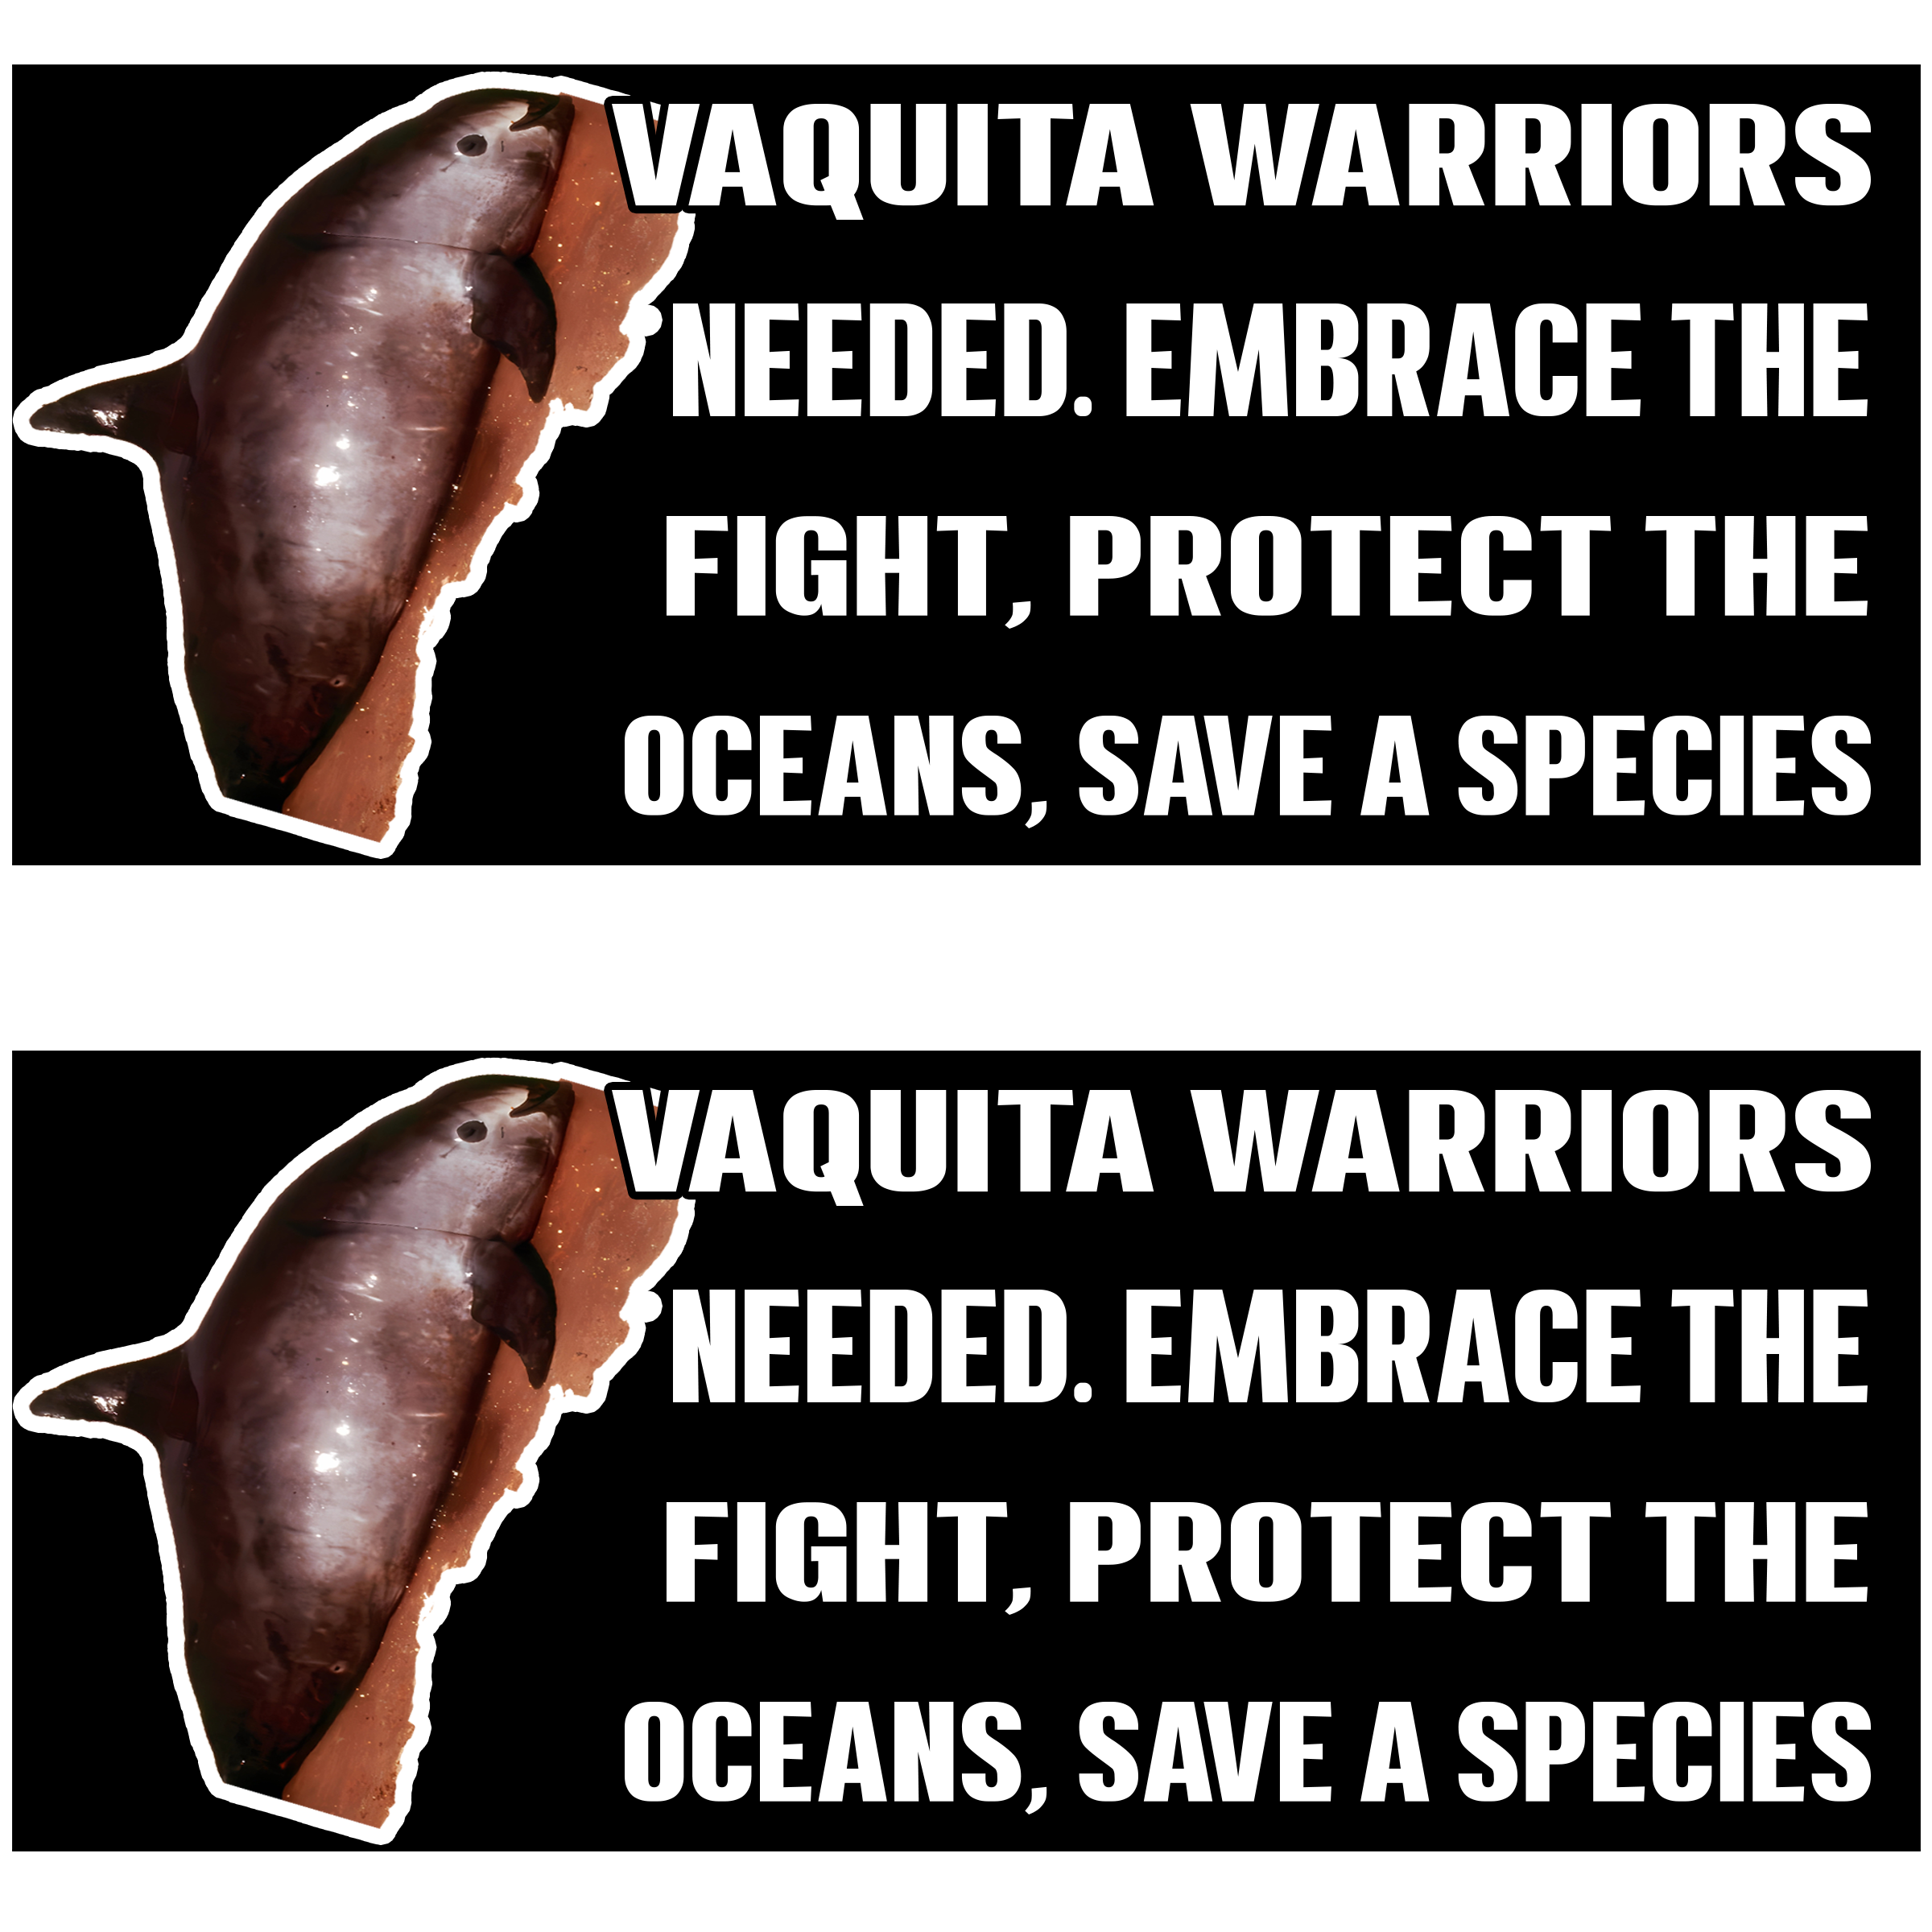 VAQUITA WARRIORS
NEEDED. EMBRACE THE
FIGHT, PROTECT THE
OCEANS, SAVE A SPECIES
VAQUITA WARRIORS
NEEDED. EMBRACE THE
FIGHT, PROTECT THE
OCEANS, SAVE A SPECIES